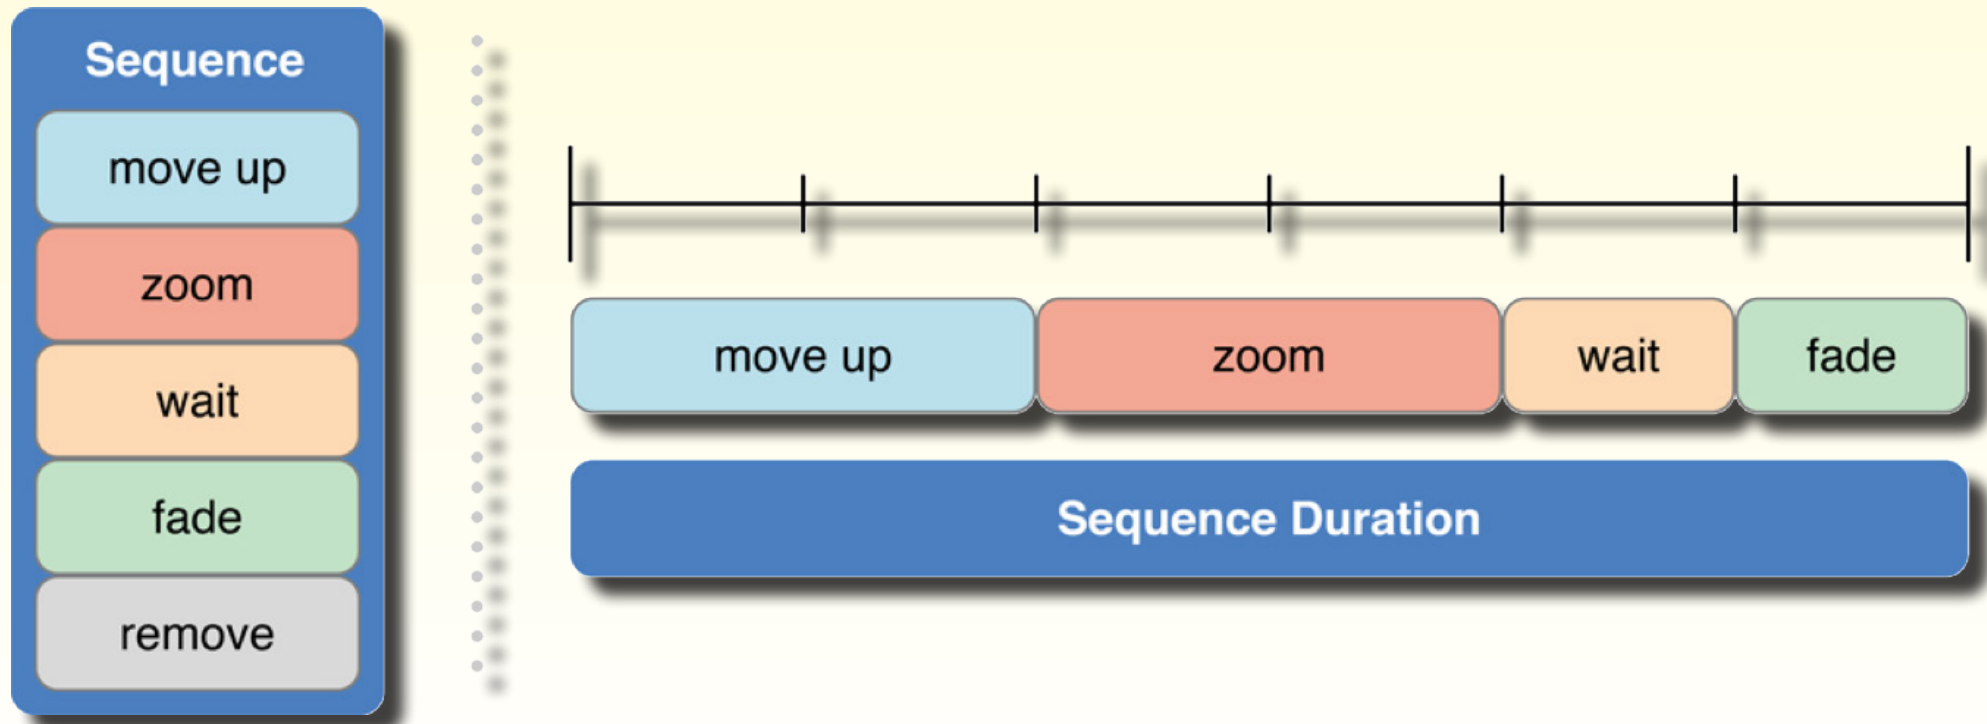 Sequence
move up
zoom
wait
fade
remove
move up
zoom
wait
fade
Sequence Duration